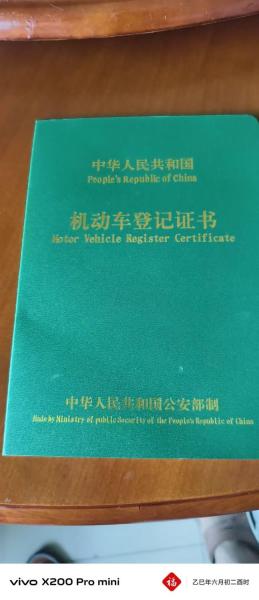 中华人民共和国
People's Republic of China
机动车登记证书
Motor Vehicle Register Certificate
中华人民共和国公安部制
Made by Ministry of public Security of the People's Republic of China
vivo X200 Pro mini
福
乙巳年六月初二酉时